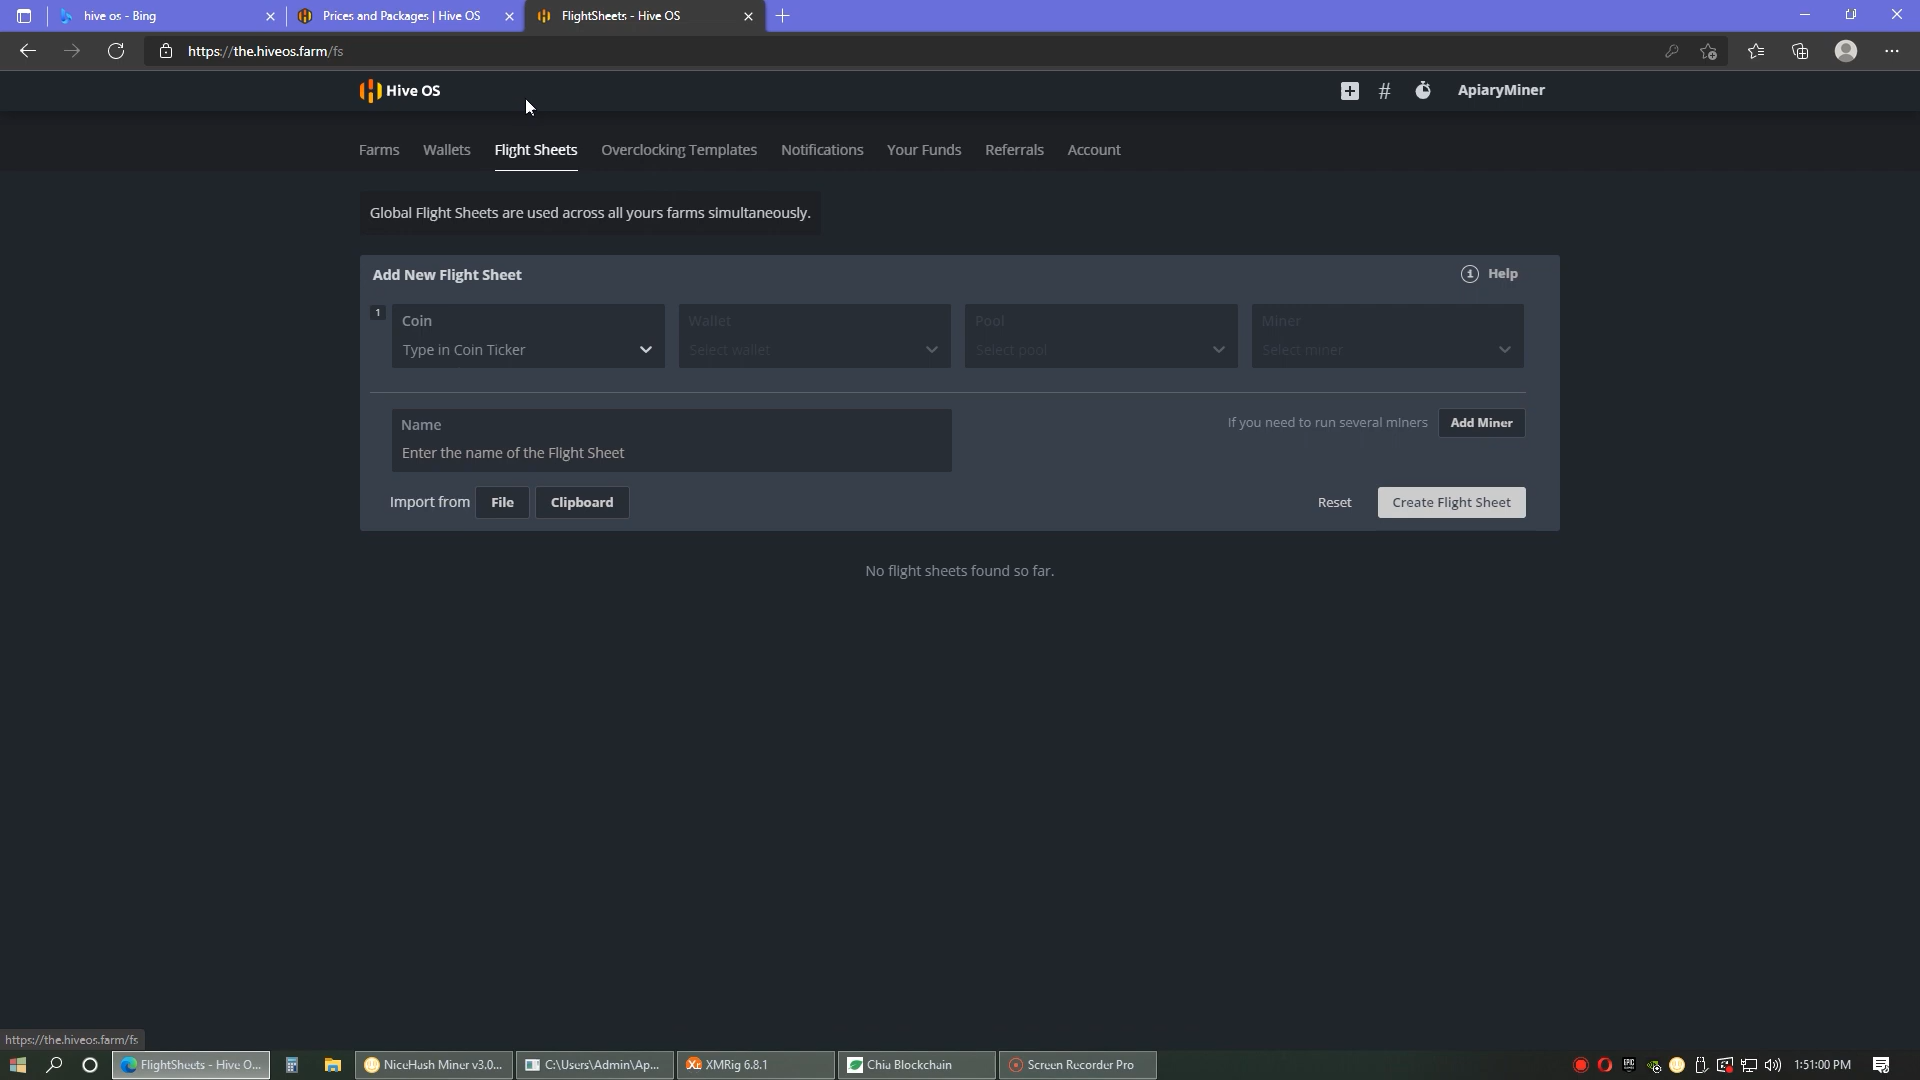 hive os - Bing
Prices and Packages | Hive OS
FlightSheets - Hive OS
https://the.hiveos.farm/fs
Hive OS
#
ApiaryMiner
Farms Wallets Flight Sheets Overclocking Templates Notifications Your Funds Referrals Account
Global Flight Sheets are used across all yours farms simultaneously.
Add New Flight Sheet
Help
1
Coin
Type in Coin Ticker
Wallet
Select wallet
Pool
Select pool
Miner
Select miner
Name
Enter the name of the Flight Sheet
If you need to run several miners
Add Miner
Import from File Clipboard
Reset
Create Flight Sheet
No flight sheets found so far.
https://the.hiveos.farm/fs
FlightSheets - Hive O...
NiceHush Miner v3.0...
C:\Users\Admin\Ap...
XMRig 6.8.1
Chia Blockchain
Screen Recorder Pro
1:51:00 PM